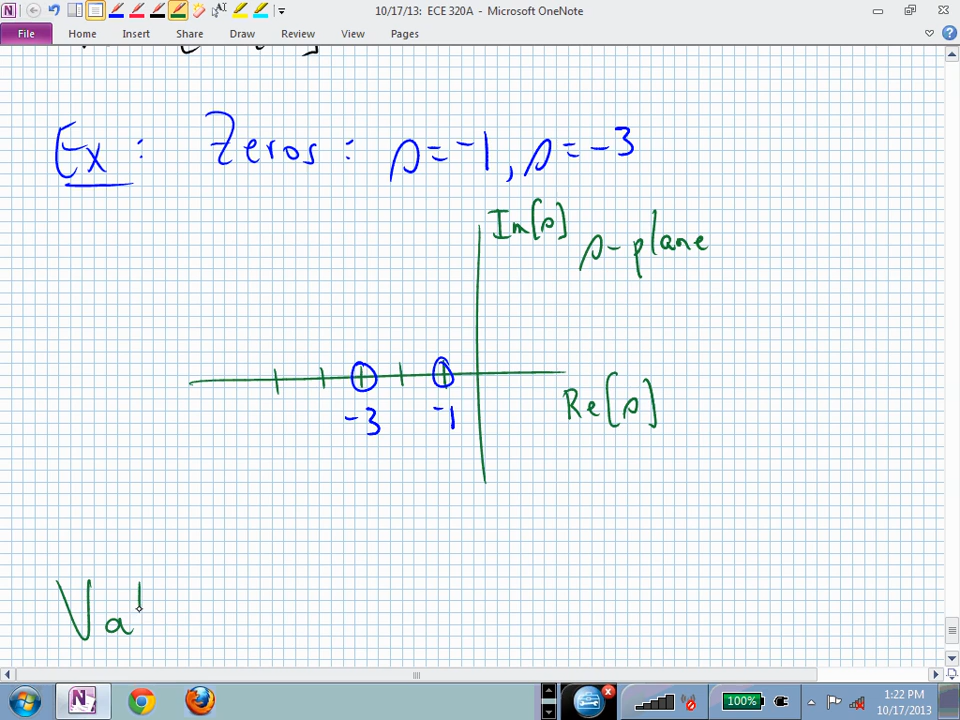 10/17/13: ECE 320A - Microsoft OneNote
File Home Insert Share Draw Review View Pages
Ex: Zeros: s=-1, s=-3
Im[s] s-plane
-3 -1 Re[s]
Va
100% 1:22 PM
10/17/2013